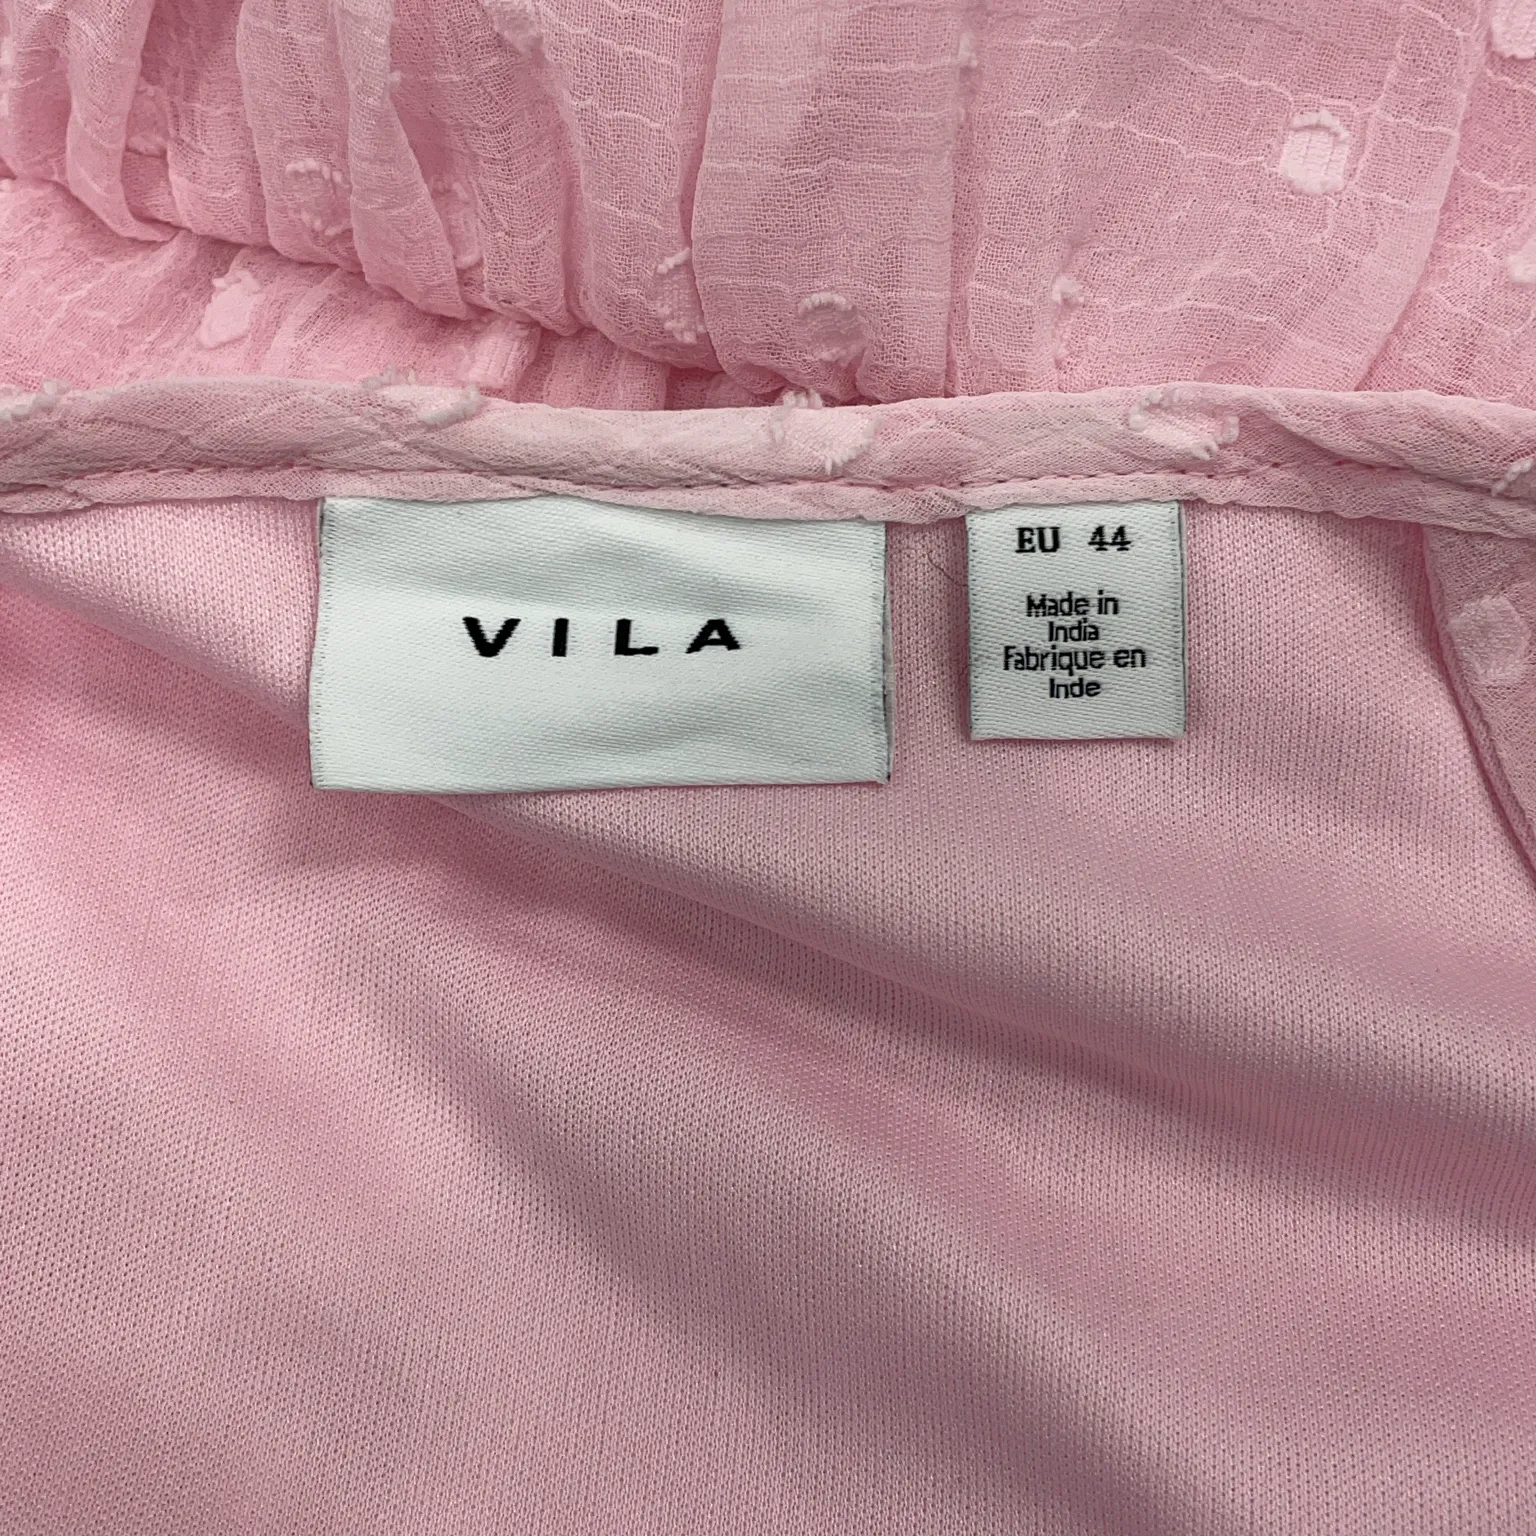 VILA
EU 44
Made in
India
Fabrique en
Inde